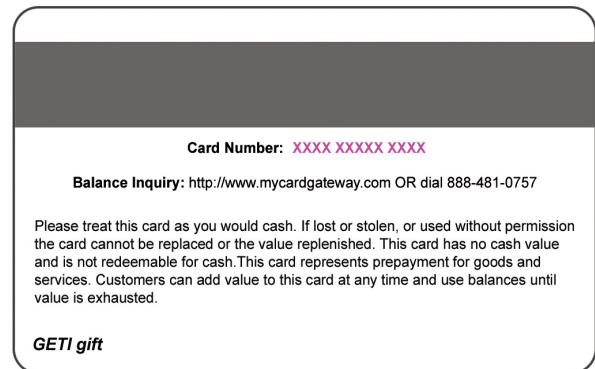 Card Number: XXXX XXXXX XXXX
Balance Inquiry: http://www.mycardgateway.com OR dial 888-481-0757
Please treat this card as you would cash. If lost or stolen, or used without permission
the card cannot be replaced or the value replenished. This card has no cash value
and is not redeemable for cash.This card represents prepayment for goods and
services. Customers can add value to this card at any time and use balances until
value is exhausted.
GETI gift